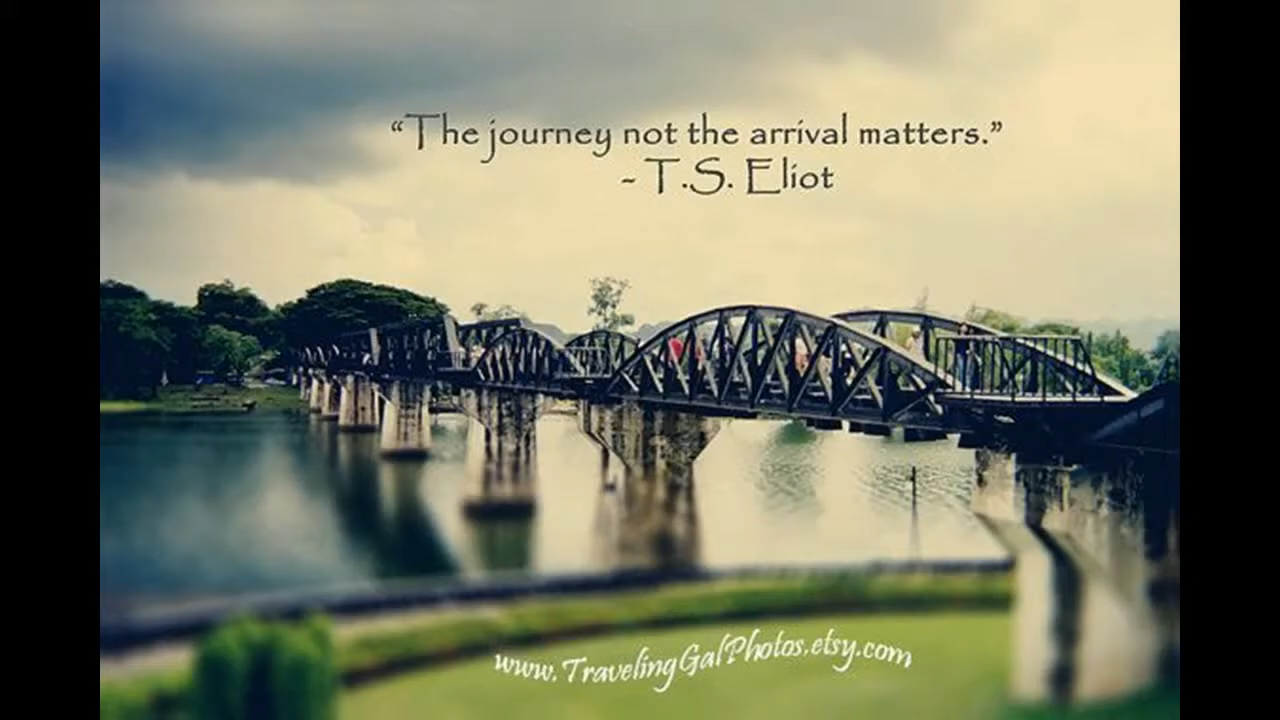 “The journey not the arrival matters.”
- T.S. Eliot
www.TravelingGalPhotos.etsy.com